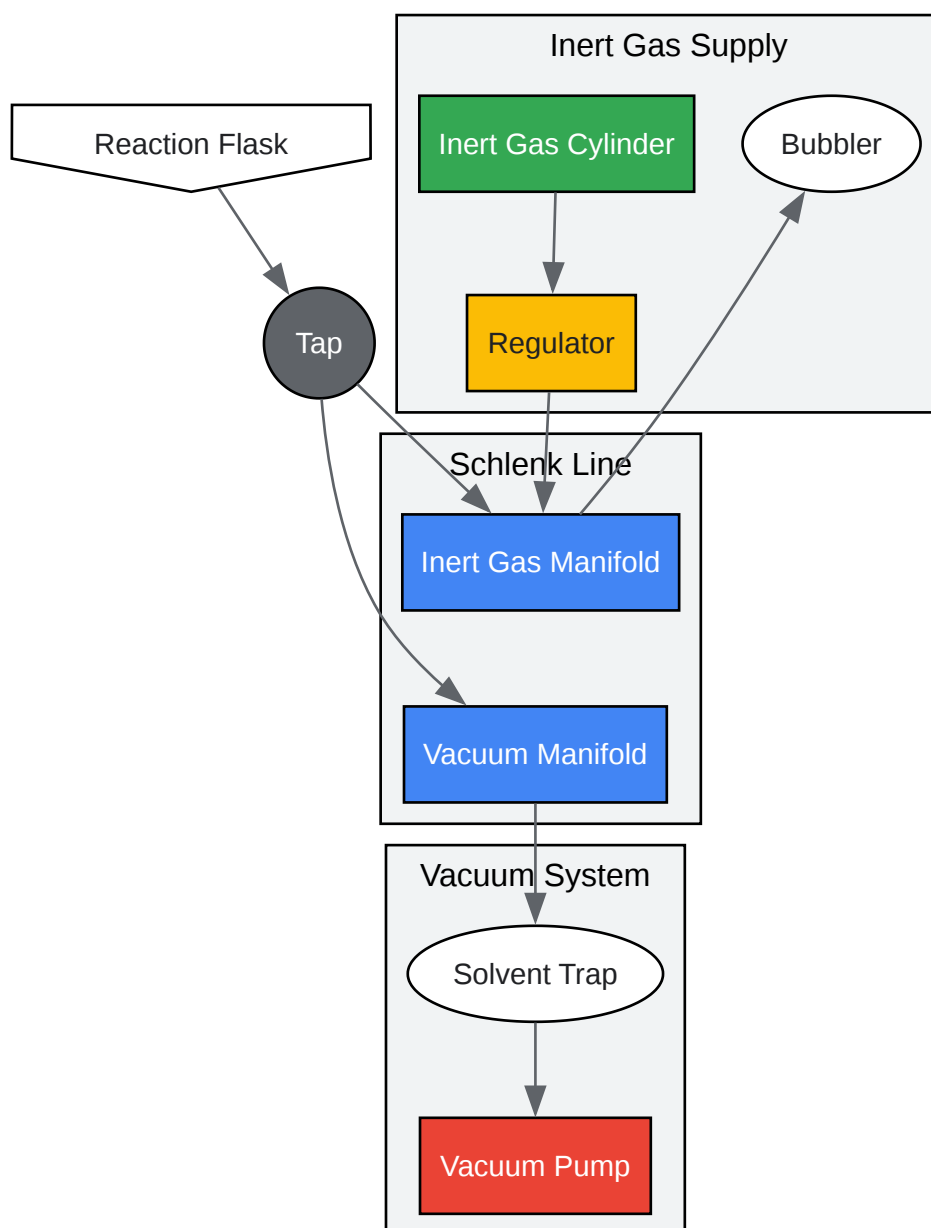 Inert Gas Supply
Reaction Flask
Inert Gas Cylinder
Bubbler
Tap
Regulator
Schlenk Line
Inert Gas Manifold
Vacuum Manifold
Vacuum System
Solvent Trap
Vacuum Pump